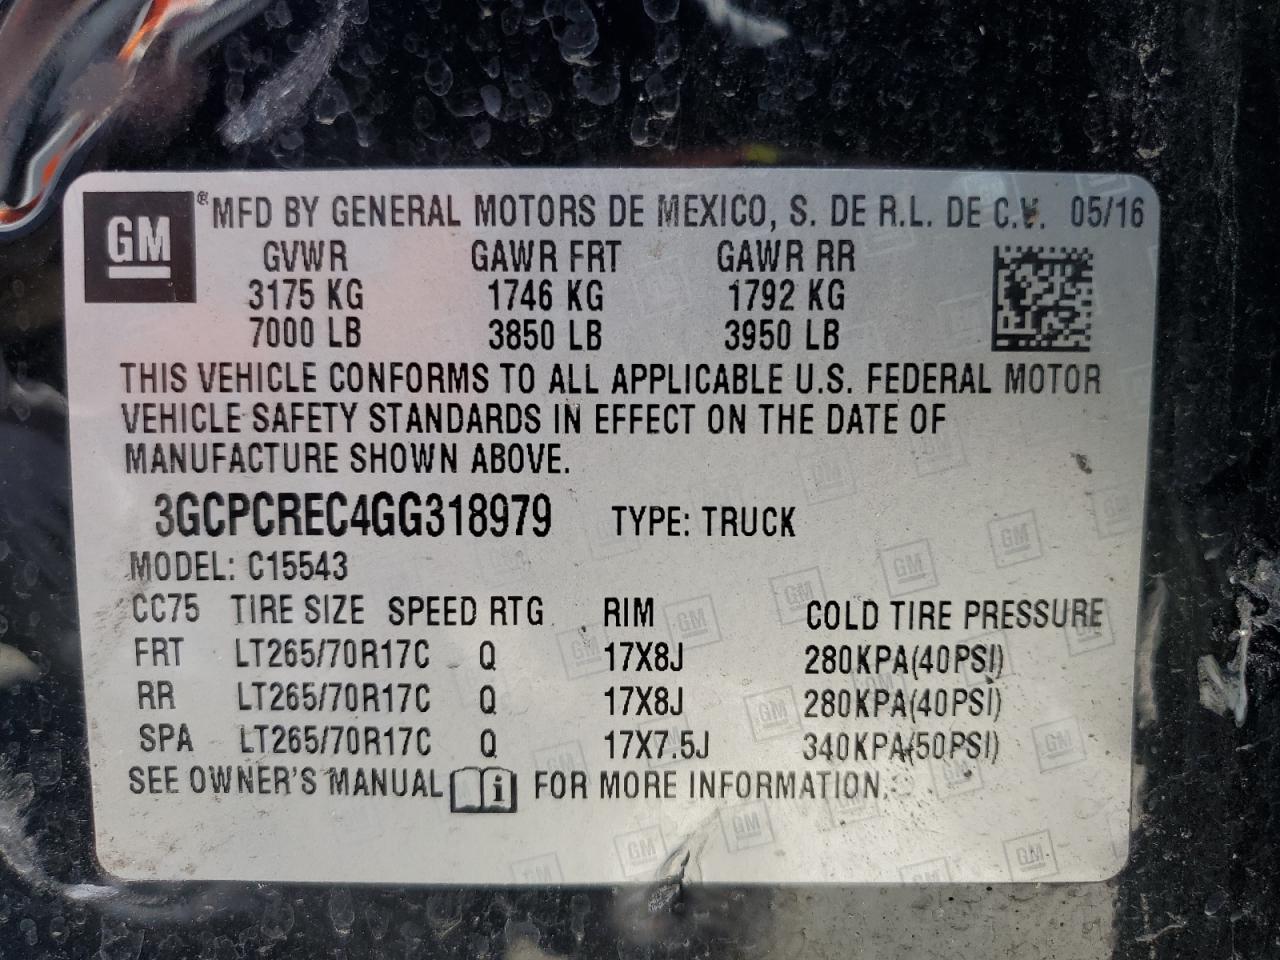 GM ® MFD BY GENERAL MOTORS DE MEXICO, S. DE R.L. DE C.V. 05/16
GVWR GAWR FRT GAWR RR
3175 KG 1746 KG 1792 KG
7000 LB 3850 LB 3950 LB
THIS VEHICLE CONFORMS TO ALL APPLICABLE U.S. FEDERAL MOTOR
VEHICLE SAFETY STANDARDS IN EFFECT ON THE DATE OF
MANUFACTURE SHOWN ABOVE.
3GCPCREC4GG318979 TYPE: TRUCK
MODEL: C15543
CC75 TIRE SIZE SPEED RTG RIM COLD TIRE PRESSURE
FRT LT265/70R17C Q 17X8J 280KPA(40PSI)
RR LT265/70R17C Q 17X8J 280KPA(40PSI)
SPA LT265/70R17C Q 17X7.5J 340KPA(50PSI)
SEE OWNER'S MANUAL i FOR MORE INFORMATION.